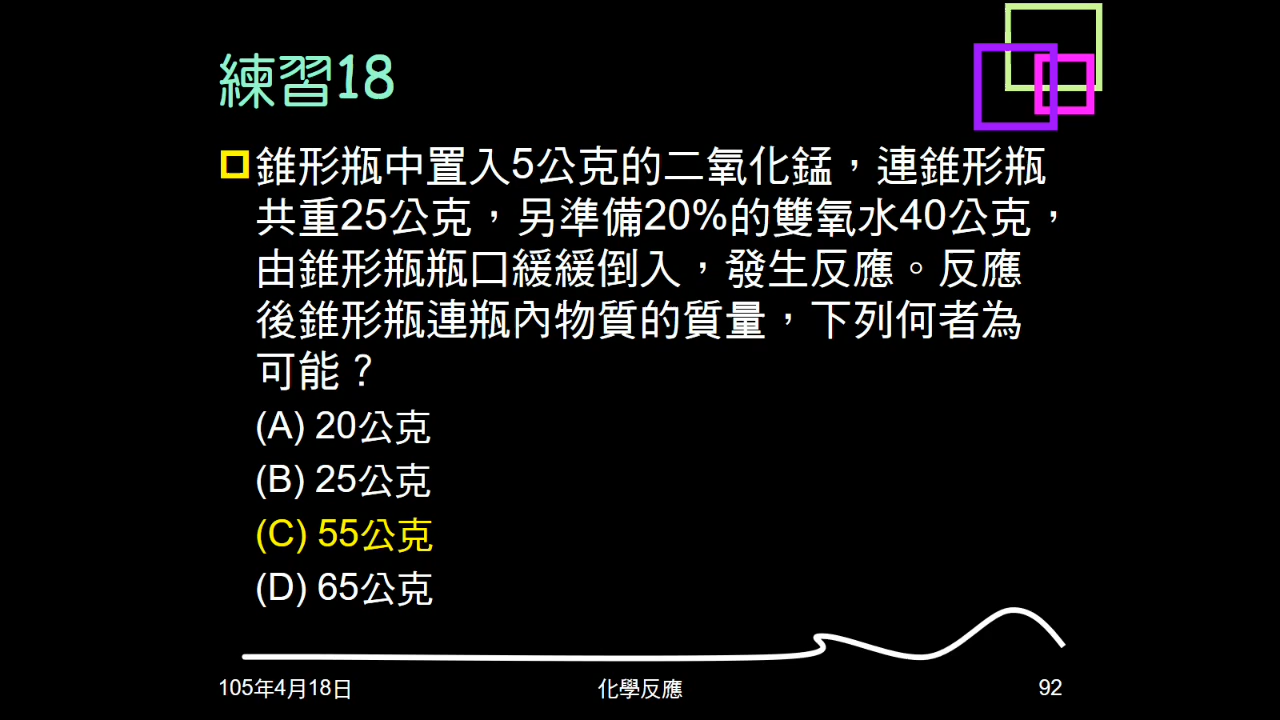 練習18
錐形瓶中置入5公克的二氧化錳，連錐形瓶
共重25公克，另準備20%的雙氧水40公克，
由錐形瓶瓶口緩緩倒入，發生反應。反應
後錐形瓶連瓶內物質的質量，下列何者為
可能？
(A) 20公克
(B) 25公克
(C) 55公克
(D) 65公克
105年4月18日
化學反應
92